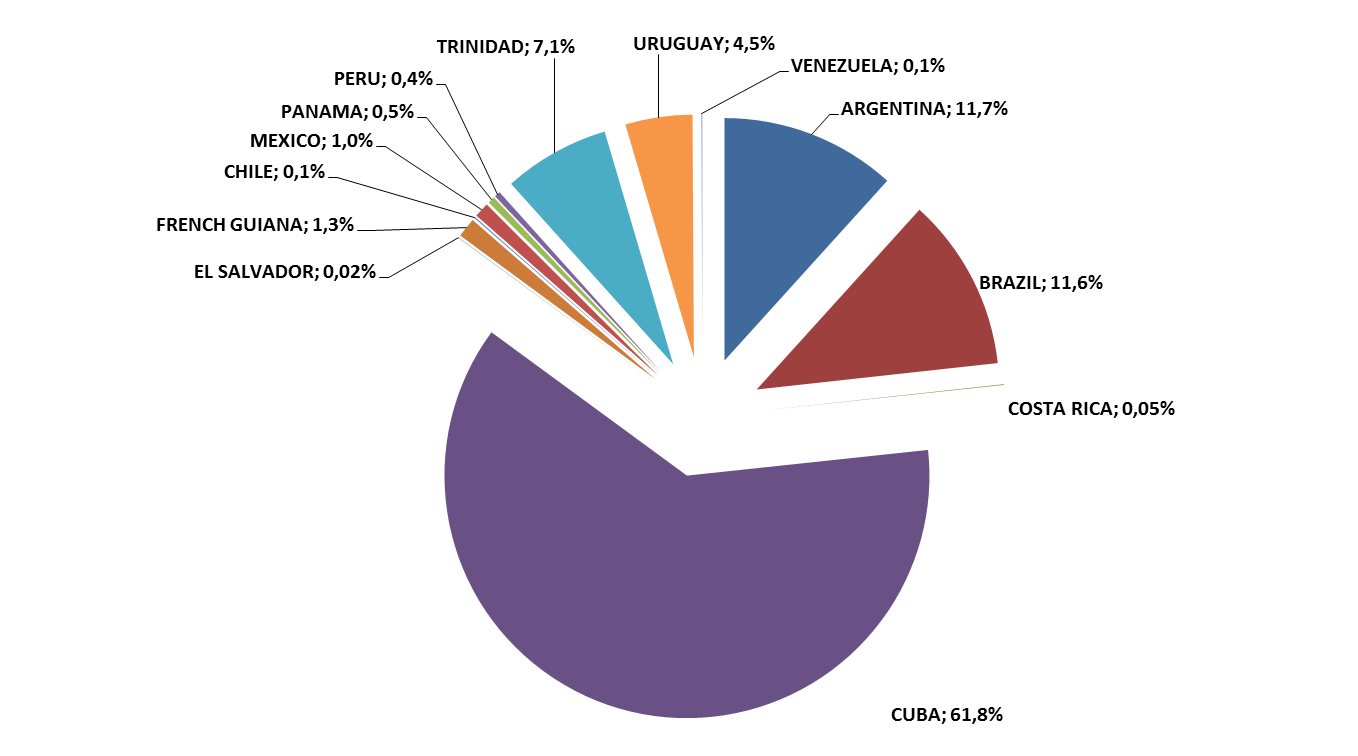 TRINIDAD; 7,1%
URUGUAY; 4,5%
VENEZUELA; 0,1%
PERU; 0,4%
PANAMA; 0,5%
ARGENTINA; 11,7%
MEXICO; 1,0%
CHILE; 0,1%
FRENCH GUIANA; 1,3%
EL SALVADOR; 0,02%
BRAZIL; 11,6%
COSTA RICA; 0,05%
CUBA; 61,8%